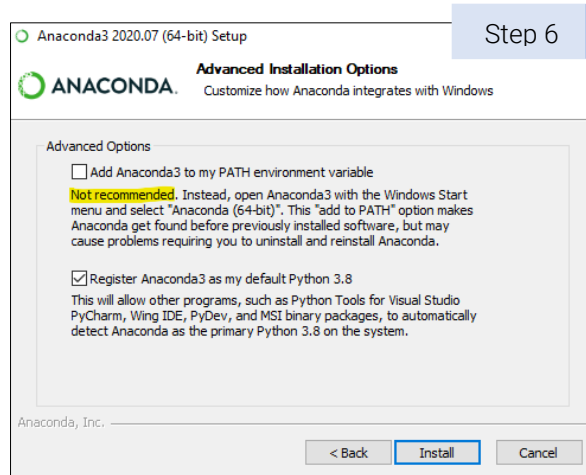 Anaconda3 2020.07 (64-bit) Setup
Step 6
ANACONDA.
Advanced Installation Options
Customize how Anaconda integrates with Windows
Advanced Options
Add Anaconda3 to my PATH environment variable
Not recommended. Instead, open Anaconda3 with the Windows Start
menu and select "Anaconda (64-bit)". This "add to PATH" option makes
Anaconda get found before previously installed software, but may
cause problems requiring you to uninstall and reinstall Anaconda.
Register Anaconda3 as my default Python 3.8
This will allow other programs, such as Python Tools for Visual Studio
PyCharm, Wing IDE, PyDev, and MSI binary packages, to automatically
detect Anaconda as the primary Python 3.8 on the system.
Anaconda, Inc.
< Back
Install
Cancel